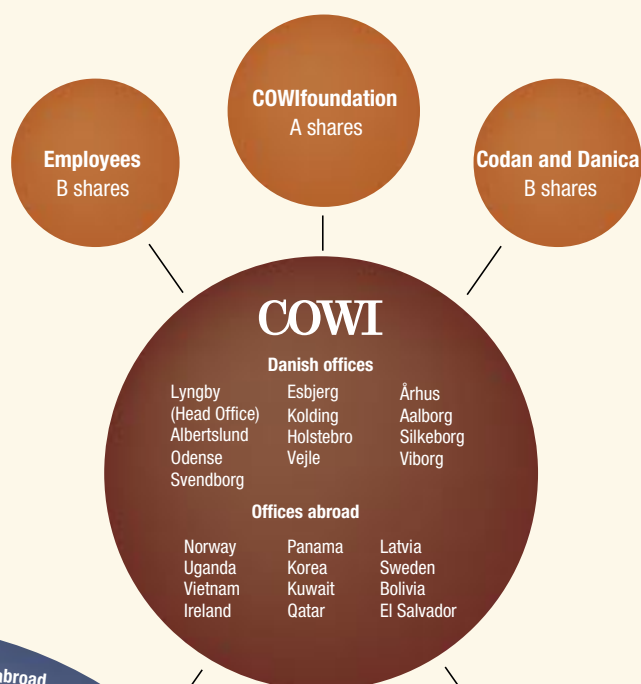 COWIfoundation
A shares
Employees
B shares
Codan and Danica
B shares
COWI
Danish offices
Lyngby
(Head Office)
Albertslund
Odense
Svendborg
Esbjerg
Kolding
Holstebro
Vejle
Århus
Aalborg
Silkeborg
Viborg
Offices abroad
Norway
Uganda
Vietnam
Ireland
Panama
Korea
Kuwait
Qatar
Latvia
Sweden
Bolivia
El Salvador
abroad